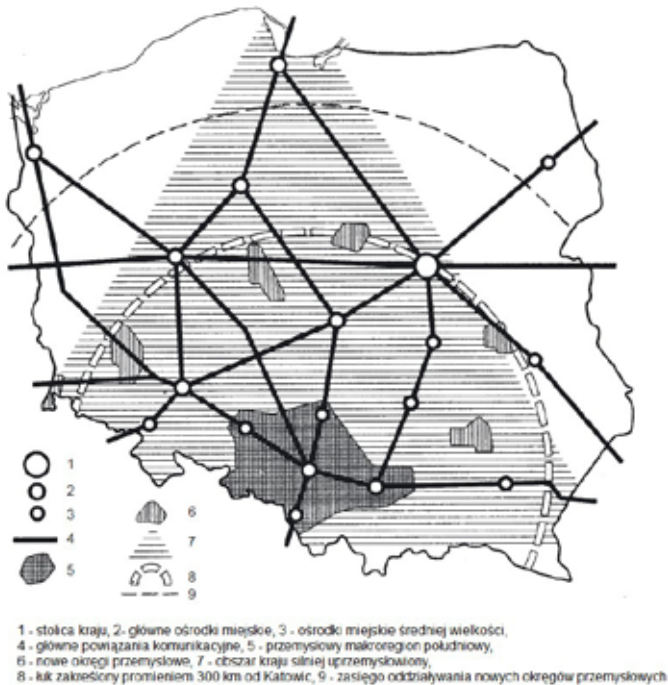 1
2
3
4
5
6
7
8
9
1 - stolica kraju, 2- główne ośrodki miejskie, 3 - ośrodki miejskie średniej wielkości,
4 - główne powiązania komunikacyjne, 5 - przemysłowy makroregion południowy,
6 - nowe okręgi przemysłowe, 7 - obszar kraju silniej uprzemysłowiony,
8 - łuk zakreślony promieniem 300 km od Katowic, 9 - zasięgo oddziaływania nowych okręgów przemysłowych